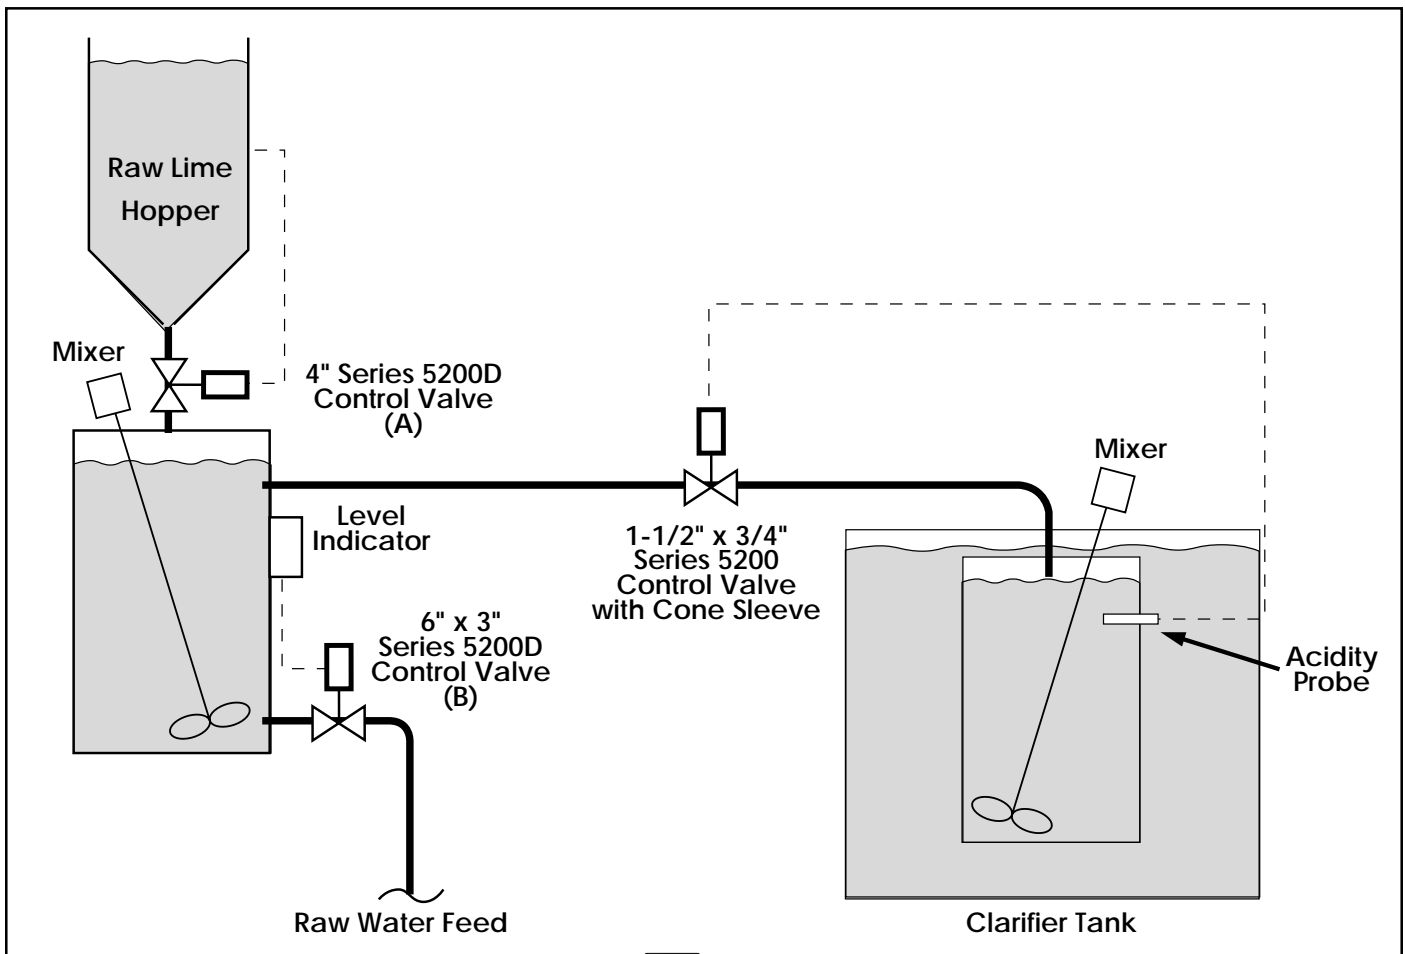 Raw Lime
Hopper
Mixer
4" Series 5200D
Control Valve
(A)
Mixer
Level
Indicator
1-1/2" x 3/4"
Series 5200
Control Valve
with Cone Sleeve
6" x 3"
Series 5200D
Control Valve
(B)
Acidity
Probe
Raw Water Feed
Clarifier Tank